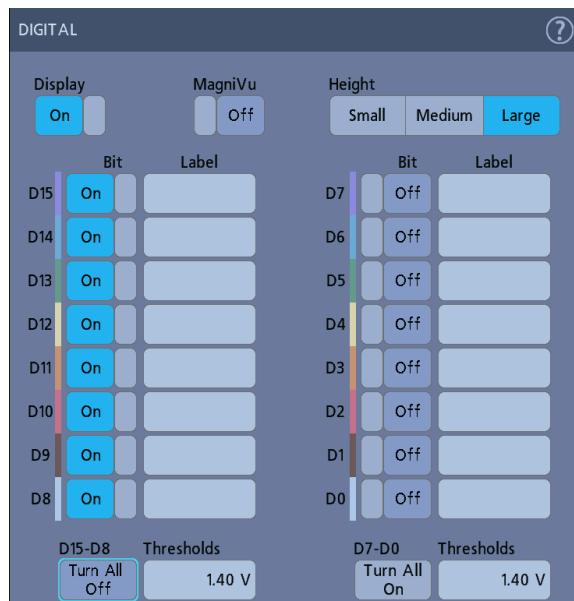 DIGITAL ?
Display MagniVu Height
On Off Small Medium Large
Bit Label Bit Label
D15 On D7 Off
D14 On D6 Off
D13 On D5 Off
D12 On D4 Off
D11 On D3 Off
D10 On D2 Off
D9 On D1 Off
D8 On D0 Off
D15-D8 Thresholds D7-D0 Thresholds
Turn All Turn All
Off 1.40 V On 1.40 V